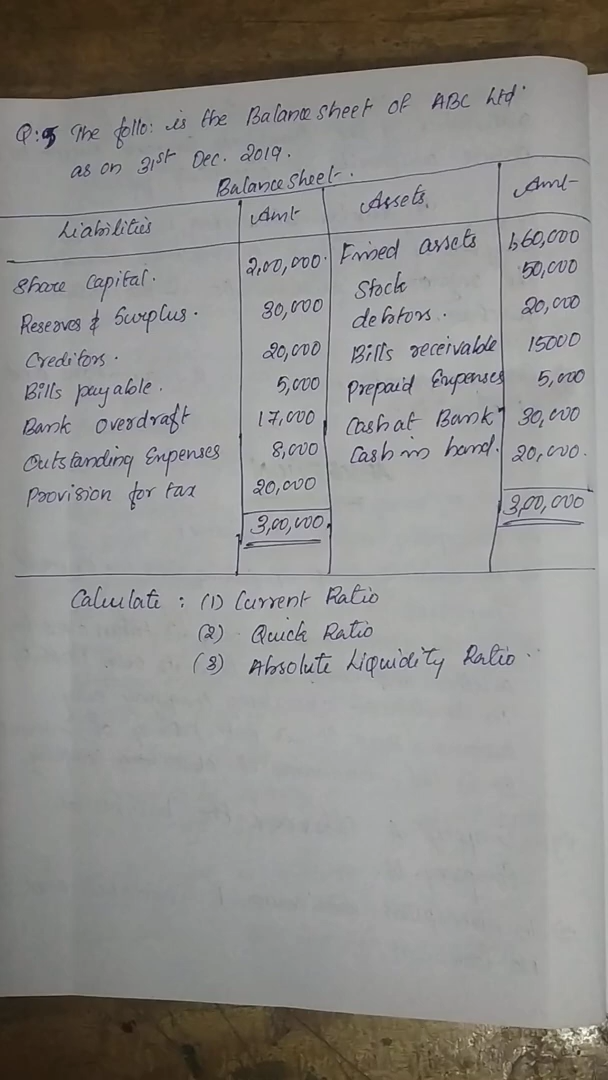 Q:5 The follo: is the Balance sheet of ABC Ltd.
as on 31st Dec. 2019.
Balance sheet.
Liabilities Amt Assets. Amt
Share Capital. 2,00,000 Fixed assets 1,60,000
Reserves & Surplus. 30,000 Stock 50,000
Creditors. 20,000 debtors. 20,000
Bills payable. 5,000 Bills receivable 15000
Bank overdraft 17,000 Prepaid Expenses 5,000
Outstanding Expenses 8,000 Cash at Bank 30,000
Provision for tax 20,000 Cash in hand. 20,000.
3,00,000 3,00,000
Calculate : (1) Current Ratio
(2) Quick Ratio
(3) Absolute Liquidity Ratio.